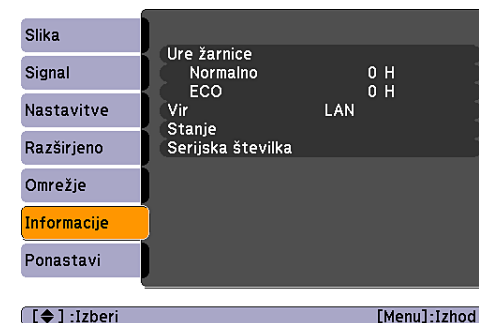 Slika
Signal
Nastavitve
Razširjeno
Omrežje
Informacije
Ponastavi
Ure žarnice
Normalno 0 H
ECO 0 H
Vir LAN
Stanje
Serijska številka
[◆] :Izberi [Menu]:Izhod